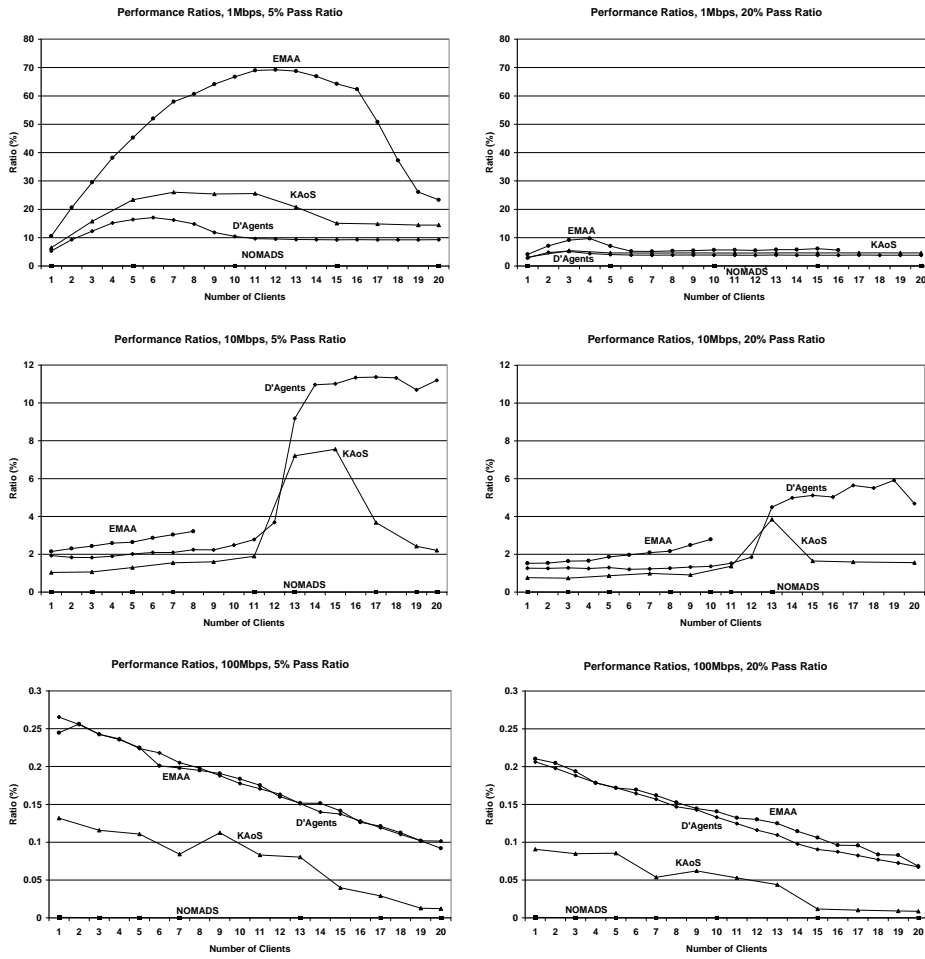 Performance Ratios, 1Mbps, 5% Pass Ratio
80
70
60
50
40
30
20
10
0
Ratio (%)
EMAA
KAoS
D'Agents
NOMADS
1 2 3 4 5 6 7 8 9 10 11 12 13 14 15 16 17 18 19 20
Number of Clients
Performance Ratios, 1Mbps, 20% Pass Ratio
80
70
60
50
40
30
20
10
0
Ratio (%)
EMAA
KAoS
D'Agents
NOMADS
1 2 3 4 5 6 7 8 9 10 11 12 13 14 15 16 17 18 19 20
Number of Clients
Performance Ratios, 10Mbps, 5% Pass Ratio
12
10
8
6
4
2
0
Ratio (%)
D'Agents
KAoS
EMAA
NOMADS
1 2 3 4 5 6 7 8 9 10 11 12 13 14 15 16 17 18 19 20
Number of Clients
Performance Ratios, 10Mbps, 20% Pass Ratio
12
10
8
6
4
2
0
Ratio (%)
D'Agents
EMAA
KAoS
NOMADS
1 2 3 4 5 6 7 8 9 10 11 12 13 14 15 16 17 18 19 20
Number of Clients
Performance Ratios, 100Mbps, 5% Pass Ratio
0.3
0.25
0.2
0.15
0.1
0.05
0
Ratio (%)
EMAA
D'Agents
KAoS
NOMADS
1 2 3 4 5 6 7 8 9 10 11 12 13 14 15 16 17 18 19 20
Number of Clients
Performance Ratios, 100Mbps, 20% Pass Ratio
0.3
0.25
0.2
0.15
0.1
0.05
0
Ratio (%)
EMAA
D'Agents
KAoS
NOMADS
1 2 3 4 5 6 7 8 9 10 11 12 13 14 15 16 17 18 19 20
Number of Clients